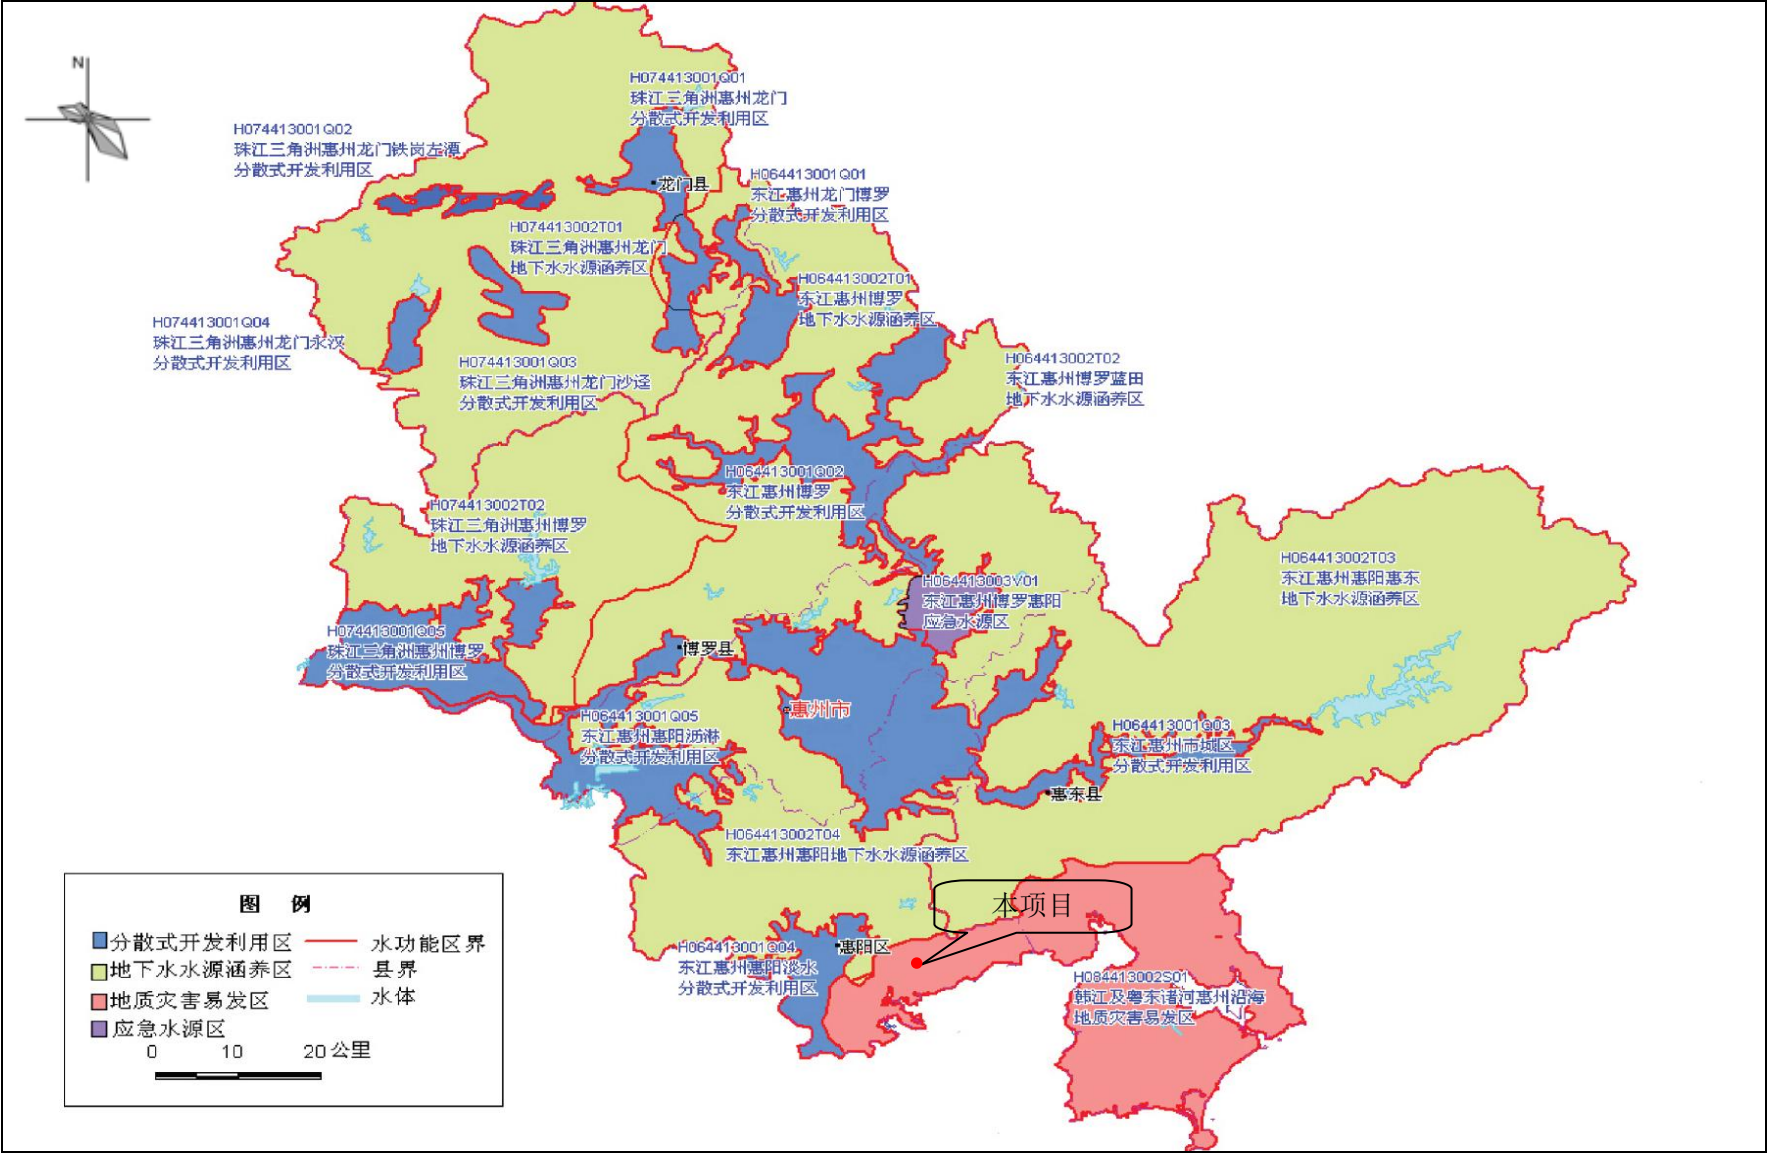 N
H074413001Q01
珠江三角洲惠州龙门
分散式开发利用区
H074413001Q02
珠江三角洲惠州龙门铁岗左潭
分散式开发利用区
龙门县
H064413001Q01
东江惠州龙门博罗
分散式开发利用区
H074413002T01
珠江三角洲惠州龙门
地下水水源涵养区
H064413002T01
东江惠州博罗
地下水水源涵养区
H074413001Q04
珠江三角洲惠州龙门永汉
分散式开发利用区
H074413001Q03
珠江三角洲惠州龙门沙迳
分散式开发利用区
H064413002T02
东江惠州博罗蓝田
地下水水源涵养区
H064413001Q02
东江惠州博罗
分散式开发利用区
H074413002T02
珠江三角洲惠州博罗
地下水水源涵养区
H064413002T03
东江惠州惠阳惠东
地下水水源涵养区
H064413003V01
东江惠州博罗惠阳
应急水源区
H074413001Q05
珠江三角洲惠州博罗
分散式开发利用区
博罗县
惠州市
H064413001Q05
东江惠州惠阳沥淋
分散式开发利用区
H064413001Q03
东江惠州市城区
分散式开发利用区
惠东县
H064413002T04
东江惠州惠阳地下水水源涵养区
本项目
惠阳区
H064413001Q04
东江惠州惠阳淡水
分散式开发利用区
H084413002S01
韩江及粤东诸河惠州沿海
地质灾害易发区
图 例
分散式开发利用区 水功能区界
地下水水源涵养区 县界
地质灾害易发区 水体
应急水源区
0 10 20 公里